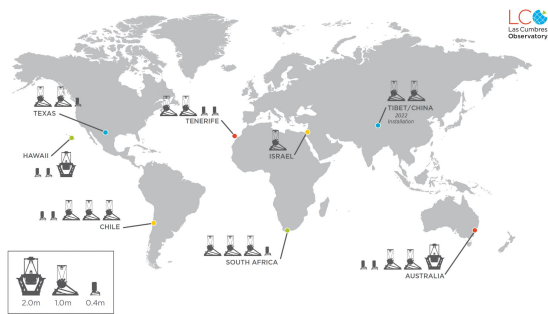 LCO
Las Cumbres
Observatory
TEXAS
TENERIFE
TIBET/CHINA
2022
installation
HAWAII
ISRAEL
CHILE
SOUTH AFRICA
AUSTRALIA
2.0m 1.0m 0.4m